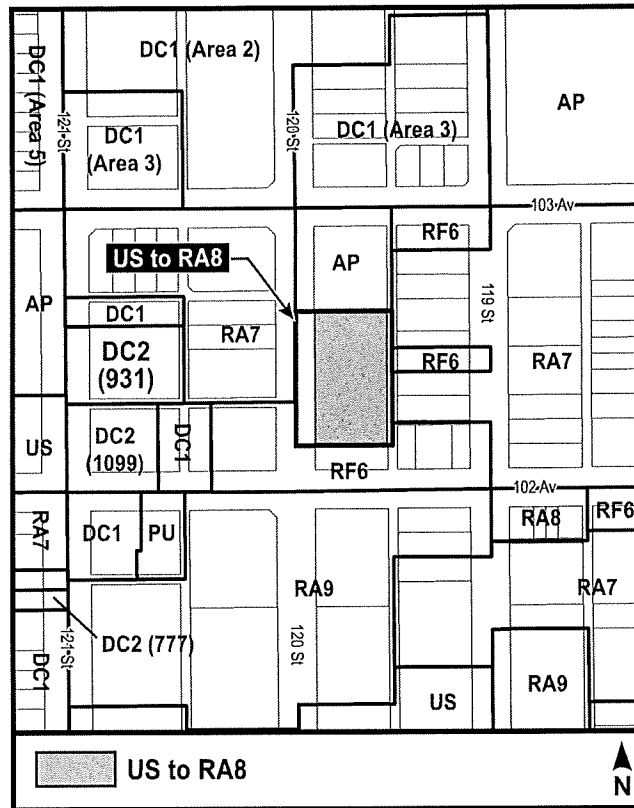 DC1 (Area 5)
121 St
DC1 (Area 2)
DC1
(Area 3)
120 St
DC1 (Area 3)
AP
103 Av
US to RA8
AP
RF6
119 St
AP
DC1
DC2
(931)
RA7
RF6
RA7
US
DC2
(1099)
DC1
RF6
102 Av
RA7
DC1
PU
RA9
RA8
RF6
RA7
DC2 (777)
DC1
121 St
120 St
US
RA9
US to RA8
N